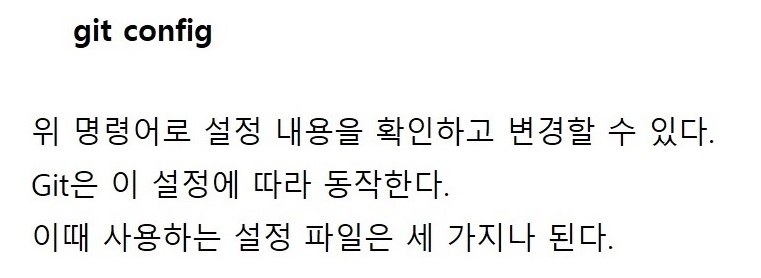 git config
위 명령어로 설정 내용을 확인하고 변경할 수 있다.
Git은 이 설정에 따라 동작한다.
이때 사용하는 설정 파일은 세 가지나 된다.